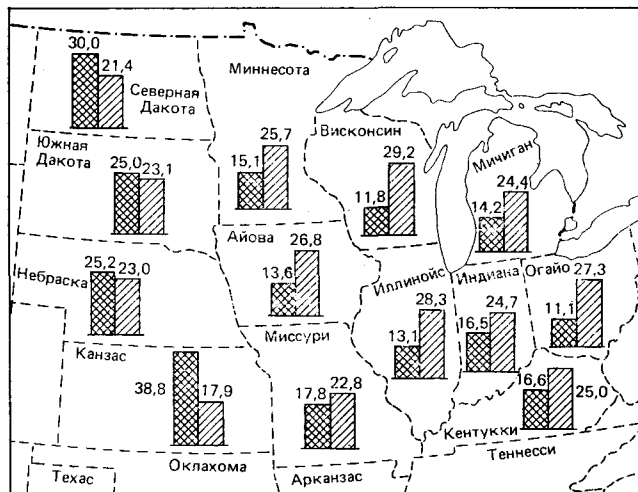 30,0
21,4
Северная
Дакота
Миннесота
Южная
Дакота
25,0
23,1
15,1
25,7
Висконсин
11,8
29,2
Мичиган
14,2
24,4
Небраска
25,2
23,0
Айова
13,6
26,8
Иллинойс
13,1
28,3
Индиана
16,5
24,7
Огайо
11,1
27,3
Канзас
38,8
17,9
Миссури
17,8
22,8
16,6
25,0
Кентукки
Теннесси
Техас
Оклахома
Арканзас